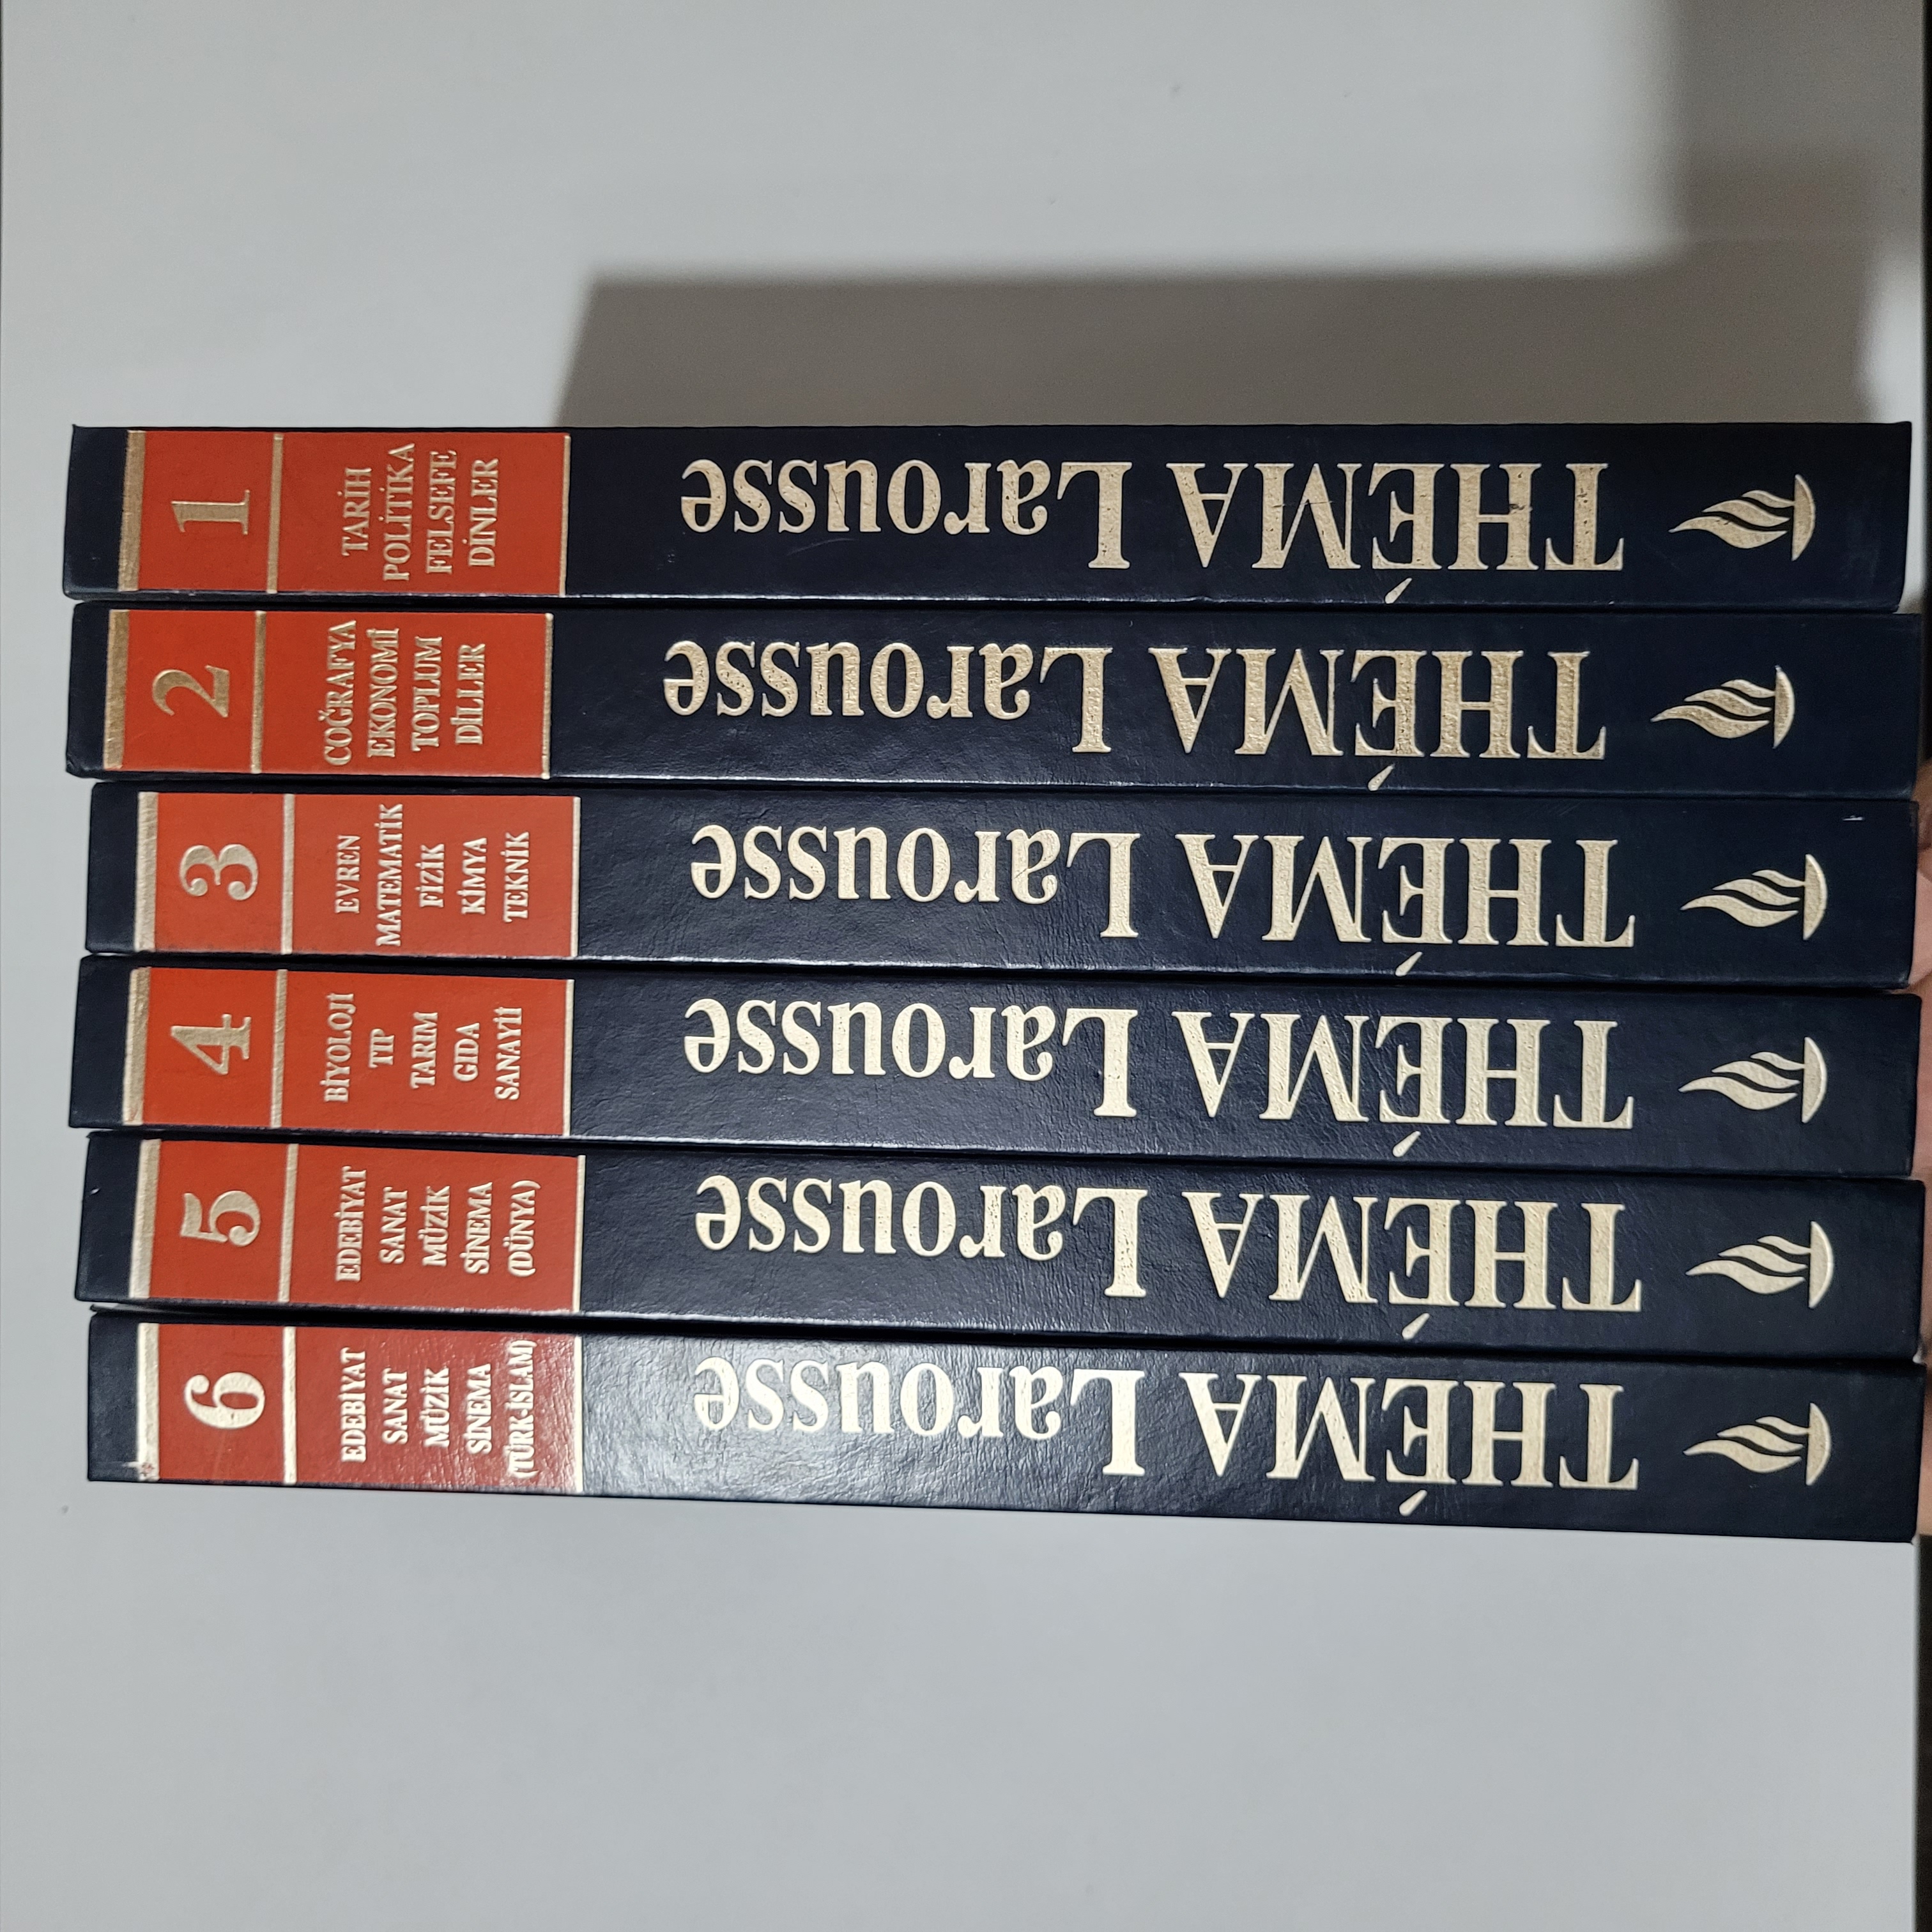 1
TARİH
POLİTİKA
FELSEFE
DİNLER
THÉMA Larousse
2
COĞRAFYA
EKONOMİ
TOPLUM
DİLLER
THÉMA Larousse
3
EVREN
MATEMATİK
FİZİK
KİMYA
TEKNİK
THÉMA Larousse
4
BİYOLOJİ
TIP
TARIM
GIDA
SANAYİİ
THÉMA Larousse
5
EDEBİYAT
SANAT
MÜZİK
SİNEMA
(DÜNYA)
THÉMA Larousse
6
EDEBİYAT
SANAT
MÜZİK
SİNEMA
(TÜRK-İSLAM)
THÉMA Larousse